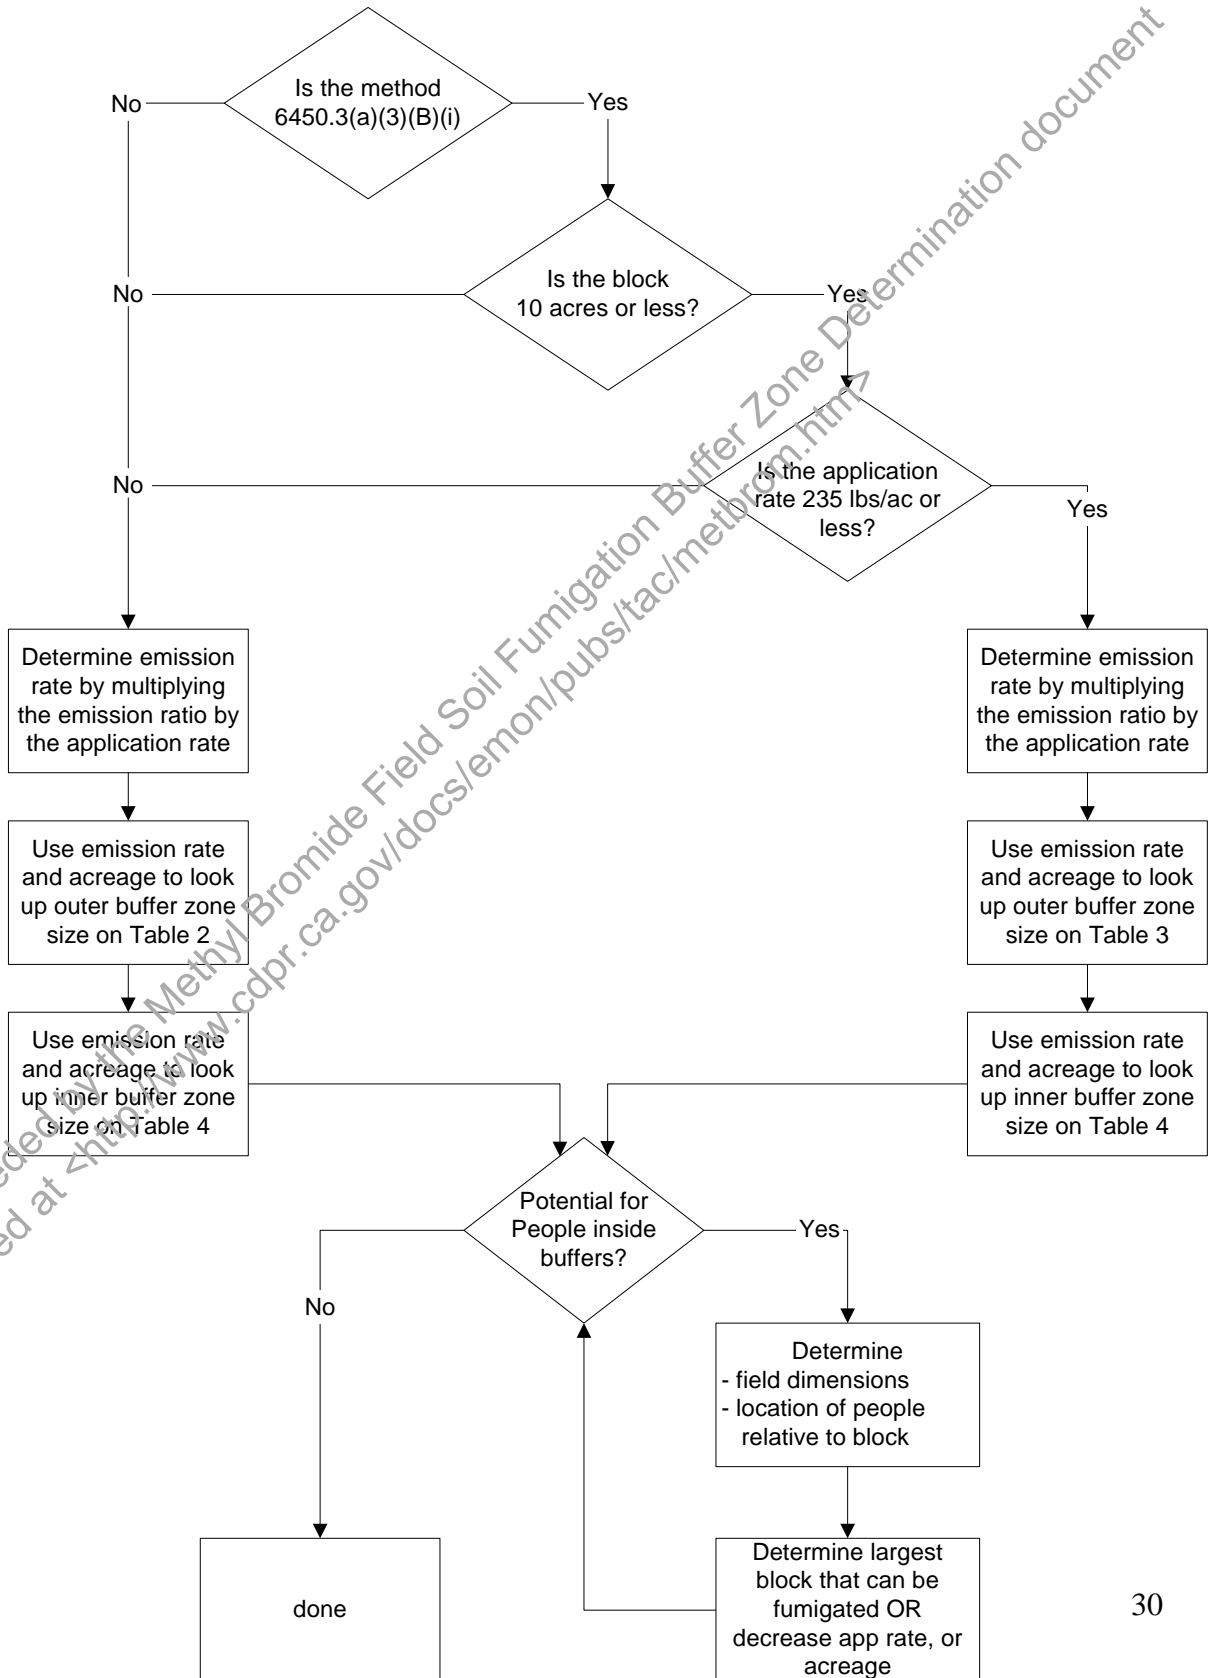 Is the method
6450.3(a)(3)(B)(i)
No
Yes
Is the block
10 acres or less?
No
Yes
Is the application
rate 235 lbs/ac or
less?
No
Yes
Determine emission
rate by multiplying
the emission ratio by
the application rate
Determine emission
rate by multiplying
the emission ratio by
the application rate
Use emission rate
and acreage to look
up outer buffer zone
size on Table 2
Use emission rate
and acreage to look
up outer buffer zone
size on Table 3
Use emission rate
and acreage to look
up inner buffer zone
size on Table 4
Use emission rate
and acreage to look
up inner buffer zone
size on Table 4
Potential for
People inside
buffers?
Yes
No
Determine
- field dimensions
- location of people
relative to block
Determine largest
block that can be
fumigated OR
decrease app rate, or
acreage
done
30
by the Methyl Bromide Field Soil Fumigation Buffer Zone Determination document
at <http://www.cdpr.ca.gov/docs/emon/pubs/tac/metbrom.htm>